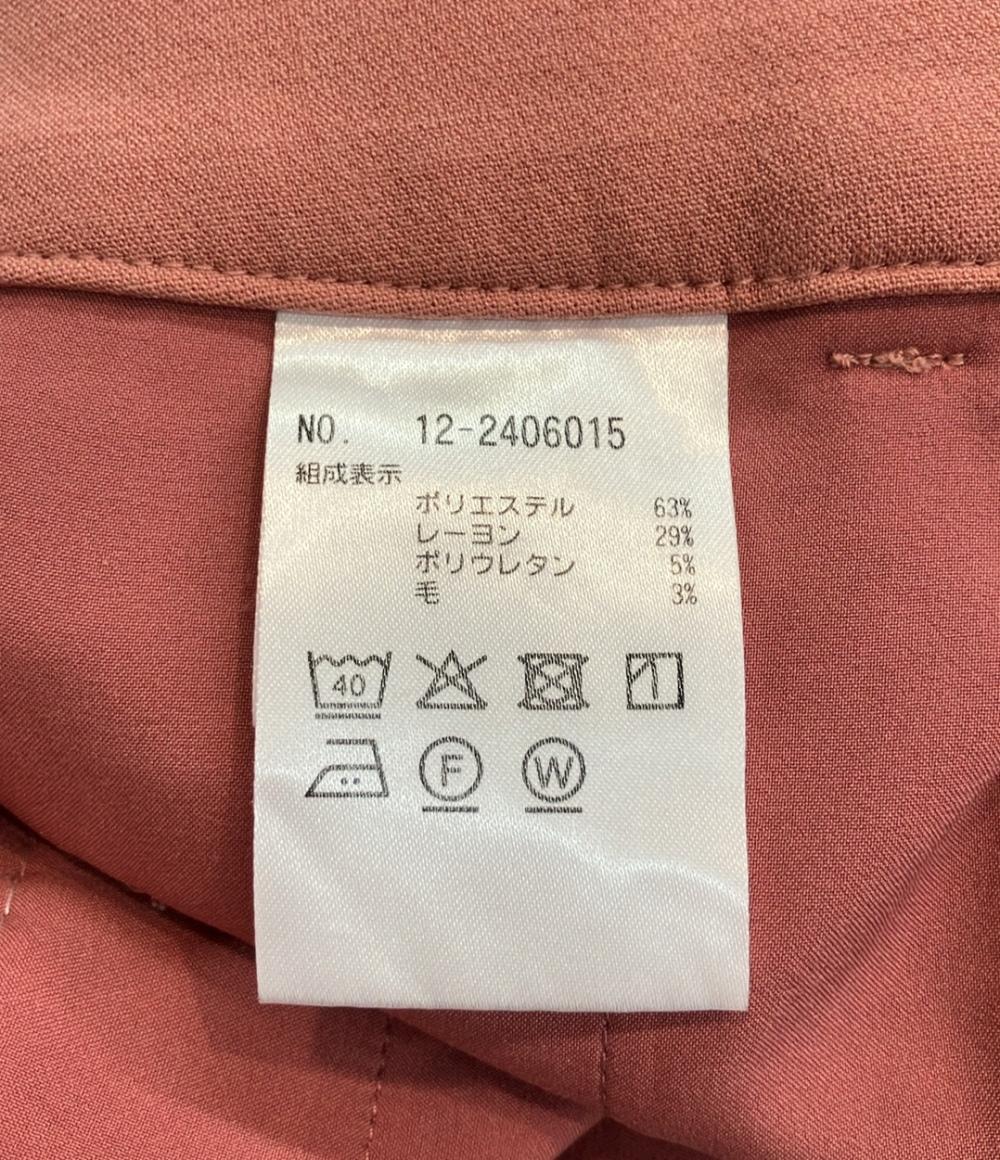 NO. 12-2406015
組成表示
ポリエステル 63%
レーヨン 29%
ポリウレタン 5%
毛 3%
40
F W